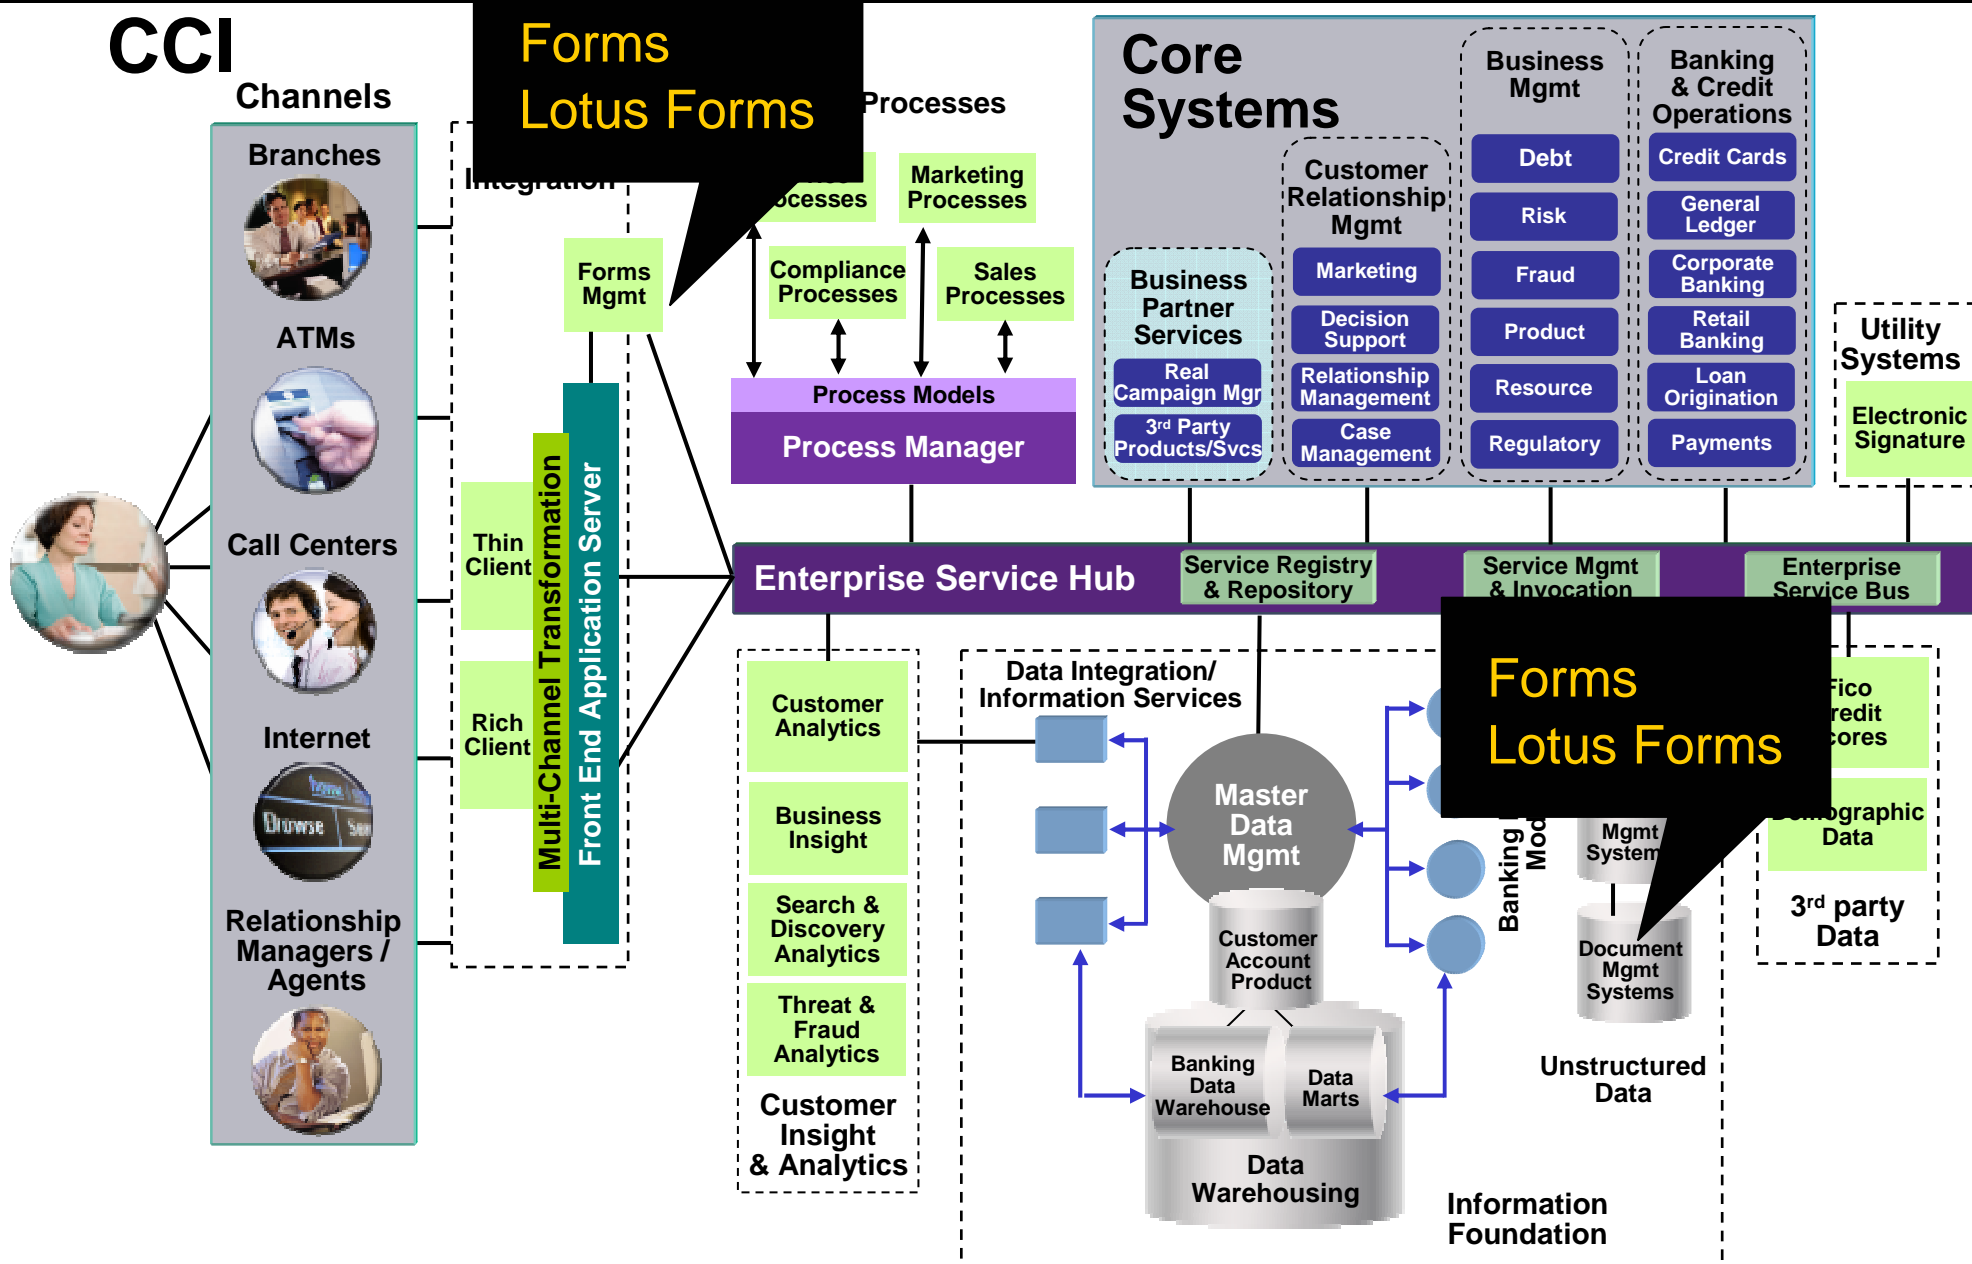 CCI
Forms
Lotus Forms
Channels
Branches
ATMs
Call Centers
Internet
Relationship
Managers /
Agents
Integration
Forms
Mgmt
Thin
Client
Rich
Client
Multi-Channel Transformation
Front End Application Server
Processes
Marketing
Processes
Compliance
Processes
Sales
Processes
Process Models
Process Manager
Core
Systems
Business
Partner
Services
Real
Campaign Mgr
3rd Party
Products/Svcs
Customer
Relationship
Mgmt
Marketing
Decision
Support
Relationship
Management
Case
Management
Business
Mgmt
Debt
Risk
Fraud
Product
Resource
Regulatory
Banking
& Credit
Operations
Credit Cards
General
Ledger
Corporate
Banking
Retail
Banking
Loan
Origination
Payments
Utility
Systems
Electronic
Signature
Enterprise Service Hub
Service Registry
& Repository
Service Mgmt
& Invocation
Enterprise
Service Bus
Customer
Analytics
Business
Insight
Search &
Discovery
Analytics
Threat &
Fraud
Analytics
Customer
Insight
& Analytics
Data Integration/
Information Services
Master
Data
Mgmt
Customer
Account
Product
Banking
Data
Warehouse
Data
Marts
Data
Warehousing
Information
Foundation
Forms
Lotus Forms
Banking
Mgmt
System
Document
Mgmt
Systems
Unstructured
Data
Data
3rd party
Data
Browse